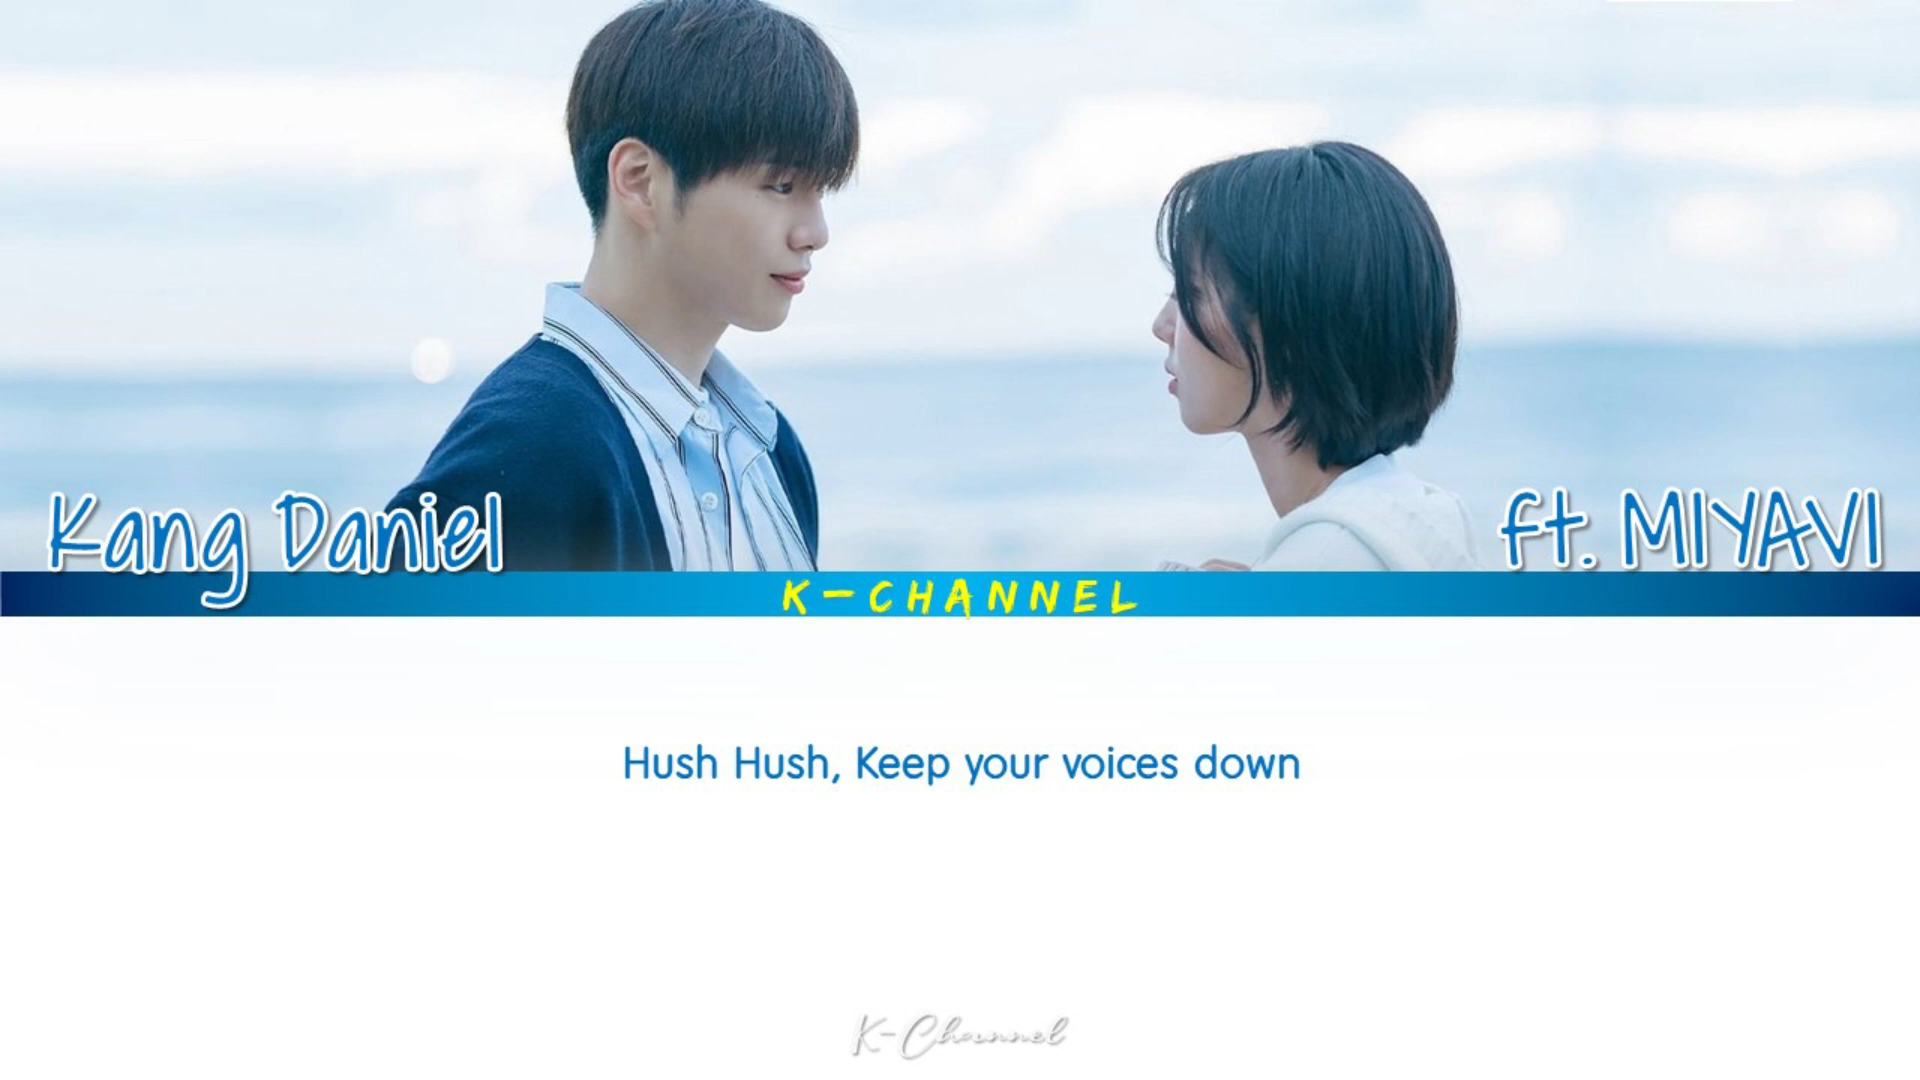 Kang Daniel
ft. MIYAVI
K-CHANNEL
Hush Hush, Keep your voices down
K-Channel